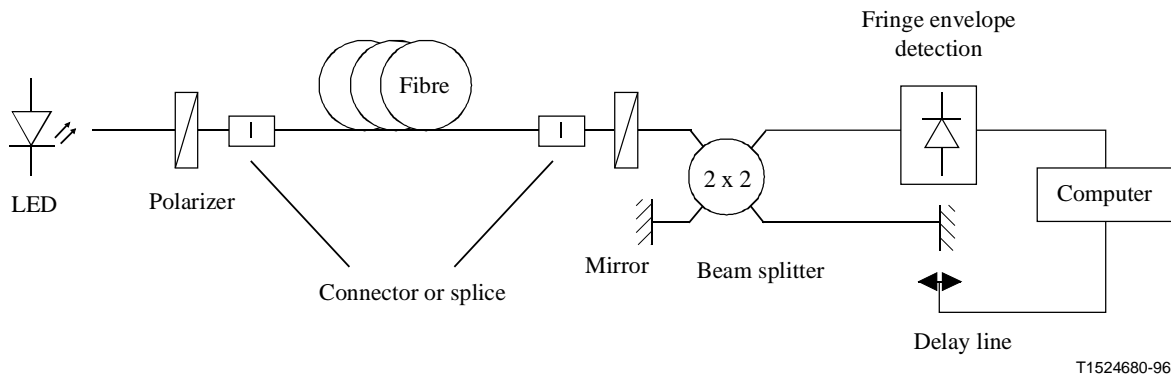 Fringe envelope
detection
Fibre
LED
Polarizer
2 x 2
Computer
Mirror
Beam splitter
Connector or splice
Delay line
T1524680-96